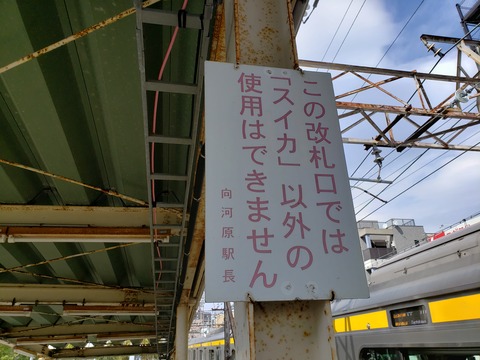 この改札口では
「スイカ」以外の
使用はできません
向河原駅長